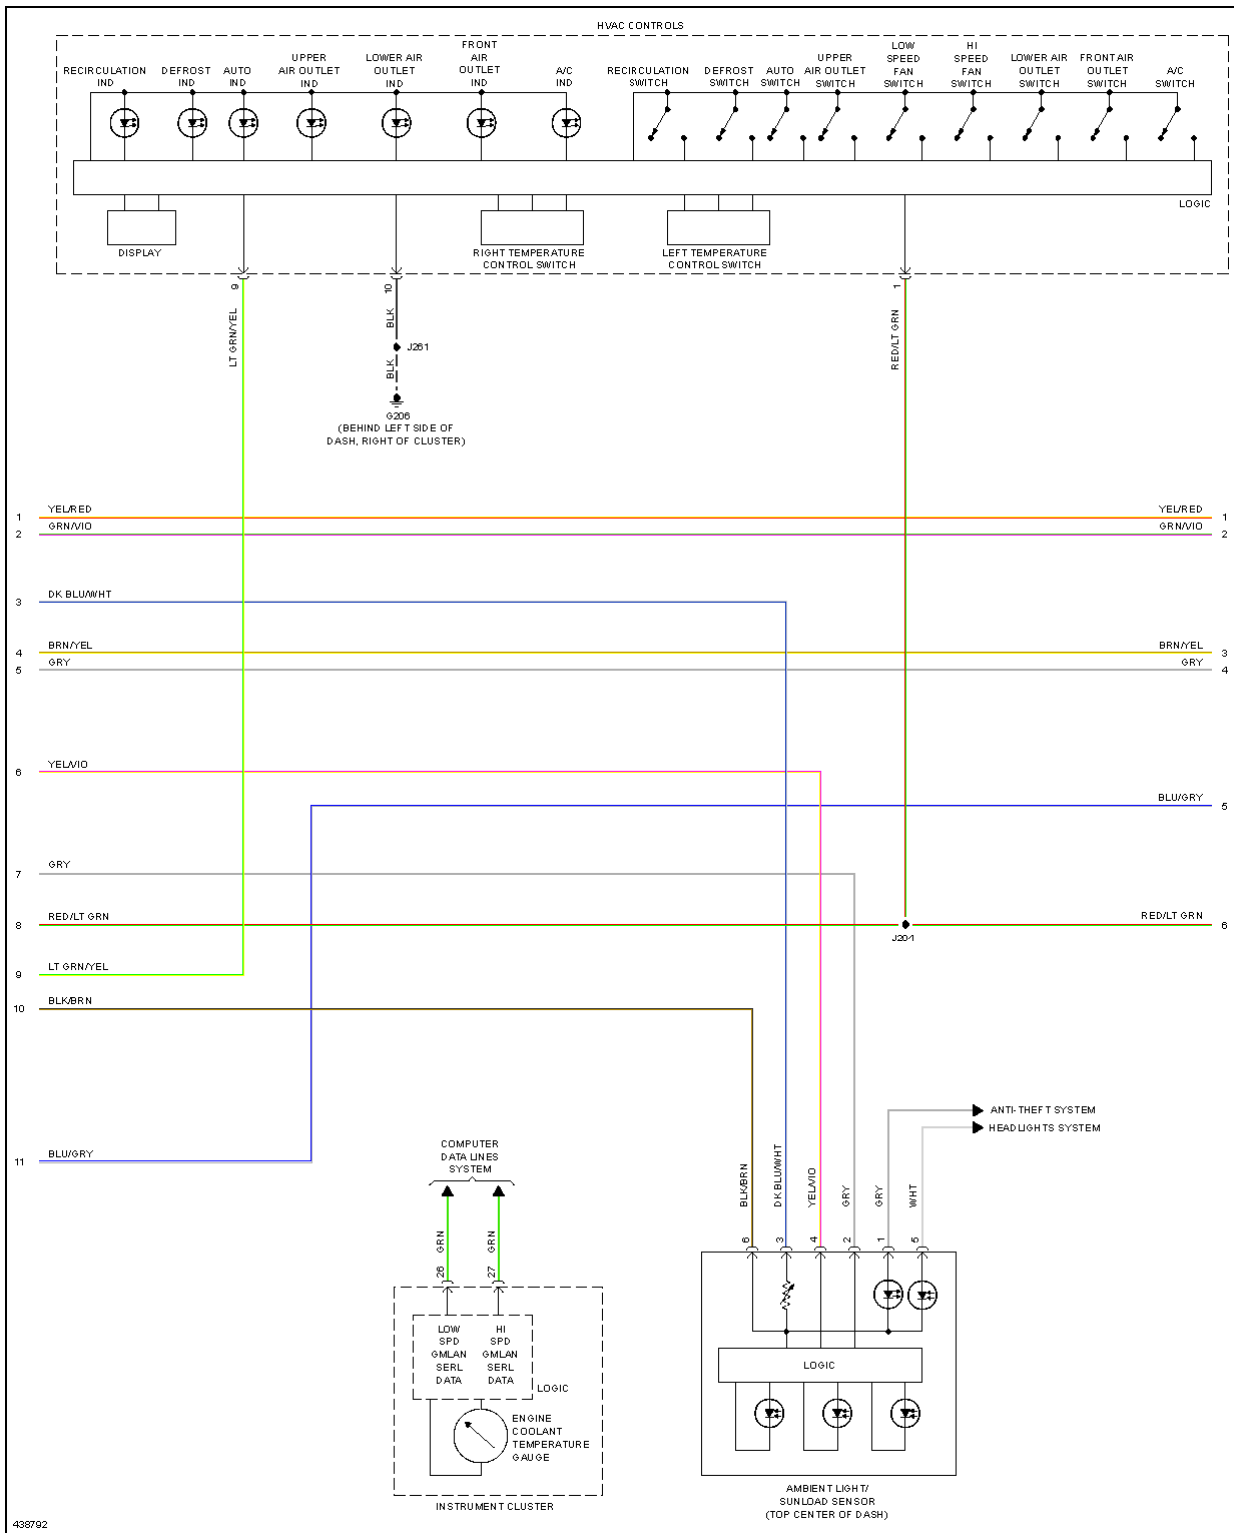 HVAC CONTROLS
RECIRCULATION IND
DEFROST IND
AUTO IND
UPPER AIR OUTLET IND
LOWER AIR OUTLET IND
FRONT AIR OUTLET IND
A/C IND
RECIRCULATION SWITCH
DEFROST SWITCH
AUTO SWITCH
UPPER AIR OUTLET SWITCH
LOW SPEED FAN SWITCH
HI SPEED FAN SWITCH
LOWER AIR OUTLET SWITCH
FRONT AIR OUTLET SWITCH
A/C SWITCH
LOGIC
DISPLAY
RIGHT TEMPERATURE
CONTROL SWITCH
LEFT TEMPERATURE
CONTROL SWITCH
9
10
1
LT GRN/YEL
BLK
RED/LT GRN
J261
BLK
G206
(BEHIND LEFT SIDE OF
DASH, RIGHT OF CLUSTER)
1 YEL/RED YEL/RED 1
2 GRN/VIO GRN/VIO 2
3 DK BLU/WHT
4 BRN/YEL BRN/YEL 3
5 GRY GRY 4
6 YEL/VIO
BLU/GRY 5
7 GRY
8 RED/LT GRN RED/LT GRN 6
J204
9 LT GRN/YEL
10 BLK/BRN
ANTI-THEFT SYSTEM
HEADLIGHTS SYSTEM
11 BLU/GRY
COMPUTER
DATA LINES
SYSTEM
GRN
GRN
26
27
BLK/BRN
DK BLU/WHT
YEL/VIO
GRY
GRY
WHT
6
3
4
2
1
5
LOW
SPD
GMLAN
SERL
DATA
HI
SPD
GMLAN
SERL
DATA
LOGIC
ENGINE
COOLANT
TEMPERATURE
GAUGE
INSTRUMENT CLUSTER
LOGIC
AMBIENT LIGHT/
SUNLOAD SENSOR
(TOP CENTER OF DASH)
438792